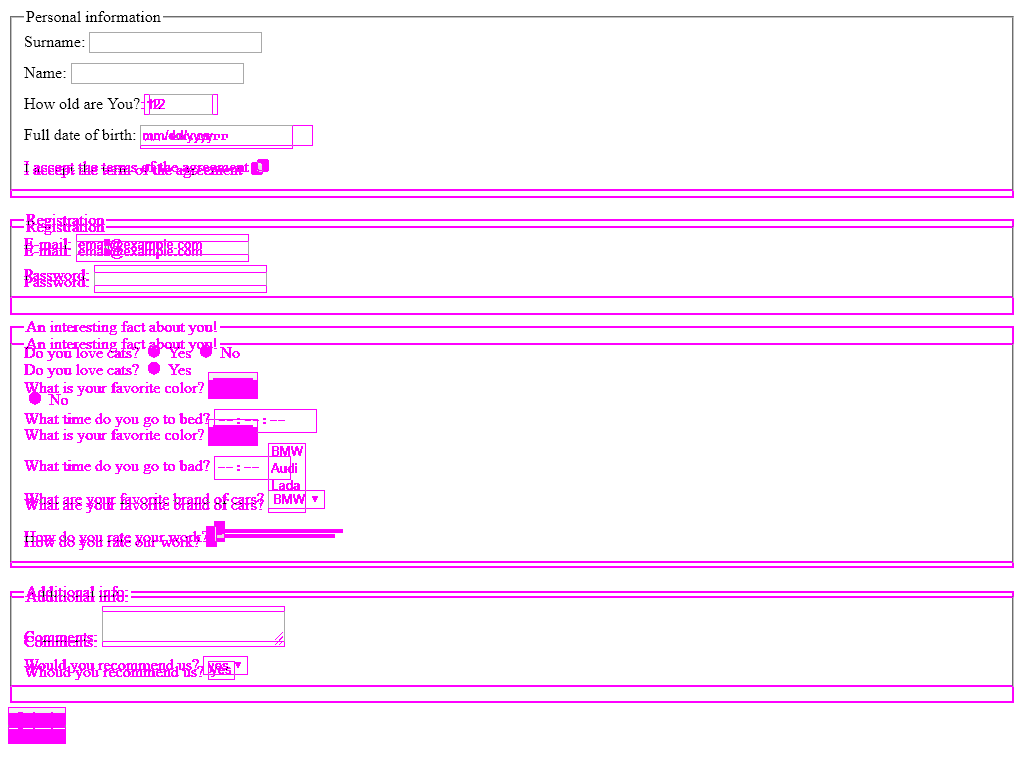 Personal information
Surname:
Name:
How old are You?: 12
Full date of birth: mm/dd/yyyy
I accept the terms of the agreement
I accept the term of the agreement
Registration
Registration
E-mail: email@example.com
E-mail: email@example.com
Password:
Password:
An interesting fact about you!
An interesting fact about you!
Do you love cats? Yes No
Do you love cats? Yes
What is your favorite color?
No
What time do you go to bed? --:--:--
What is your favorite color?
BMW
What time do you go to bad? --:--
Audi
Lada
What are your favorite brand of cars? BMW
What are your favorite brand of cars?
How do you rate your work?
How do you rate our work?
Additional info:
Additional info:
Comments:
Comments:
Would you recommend us? yes
Whould you recommend us? yes